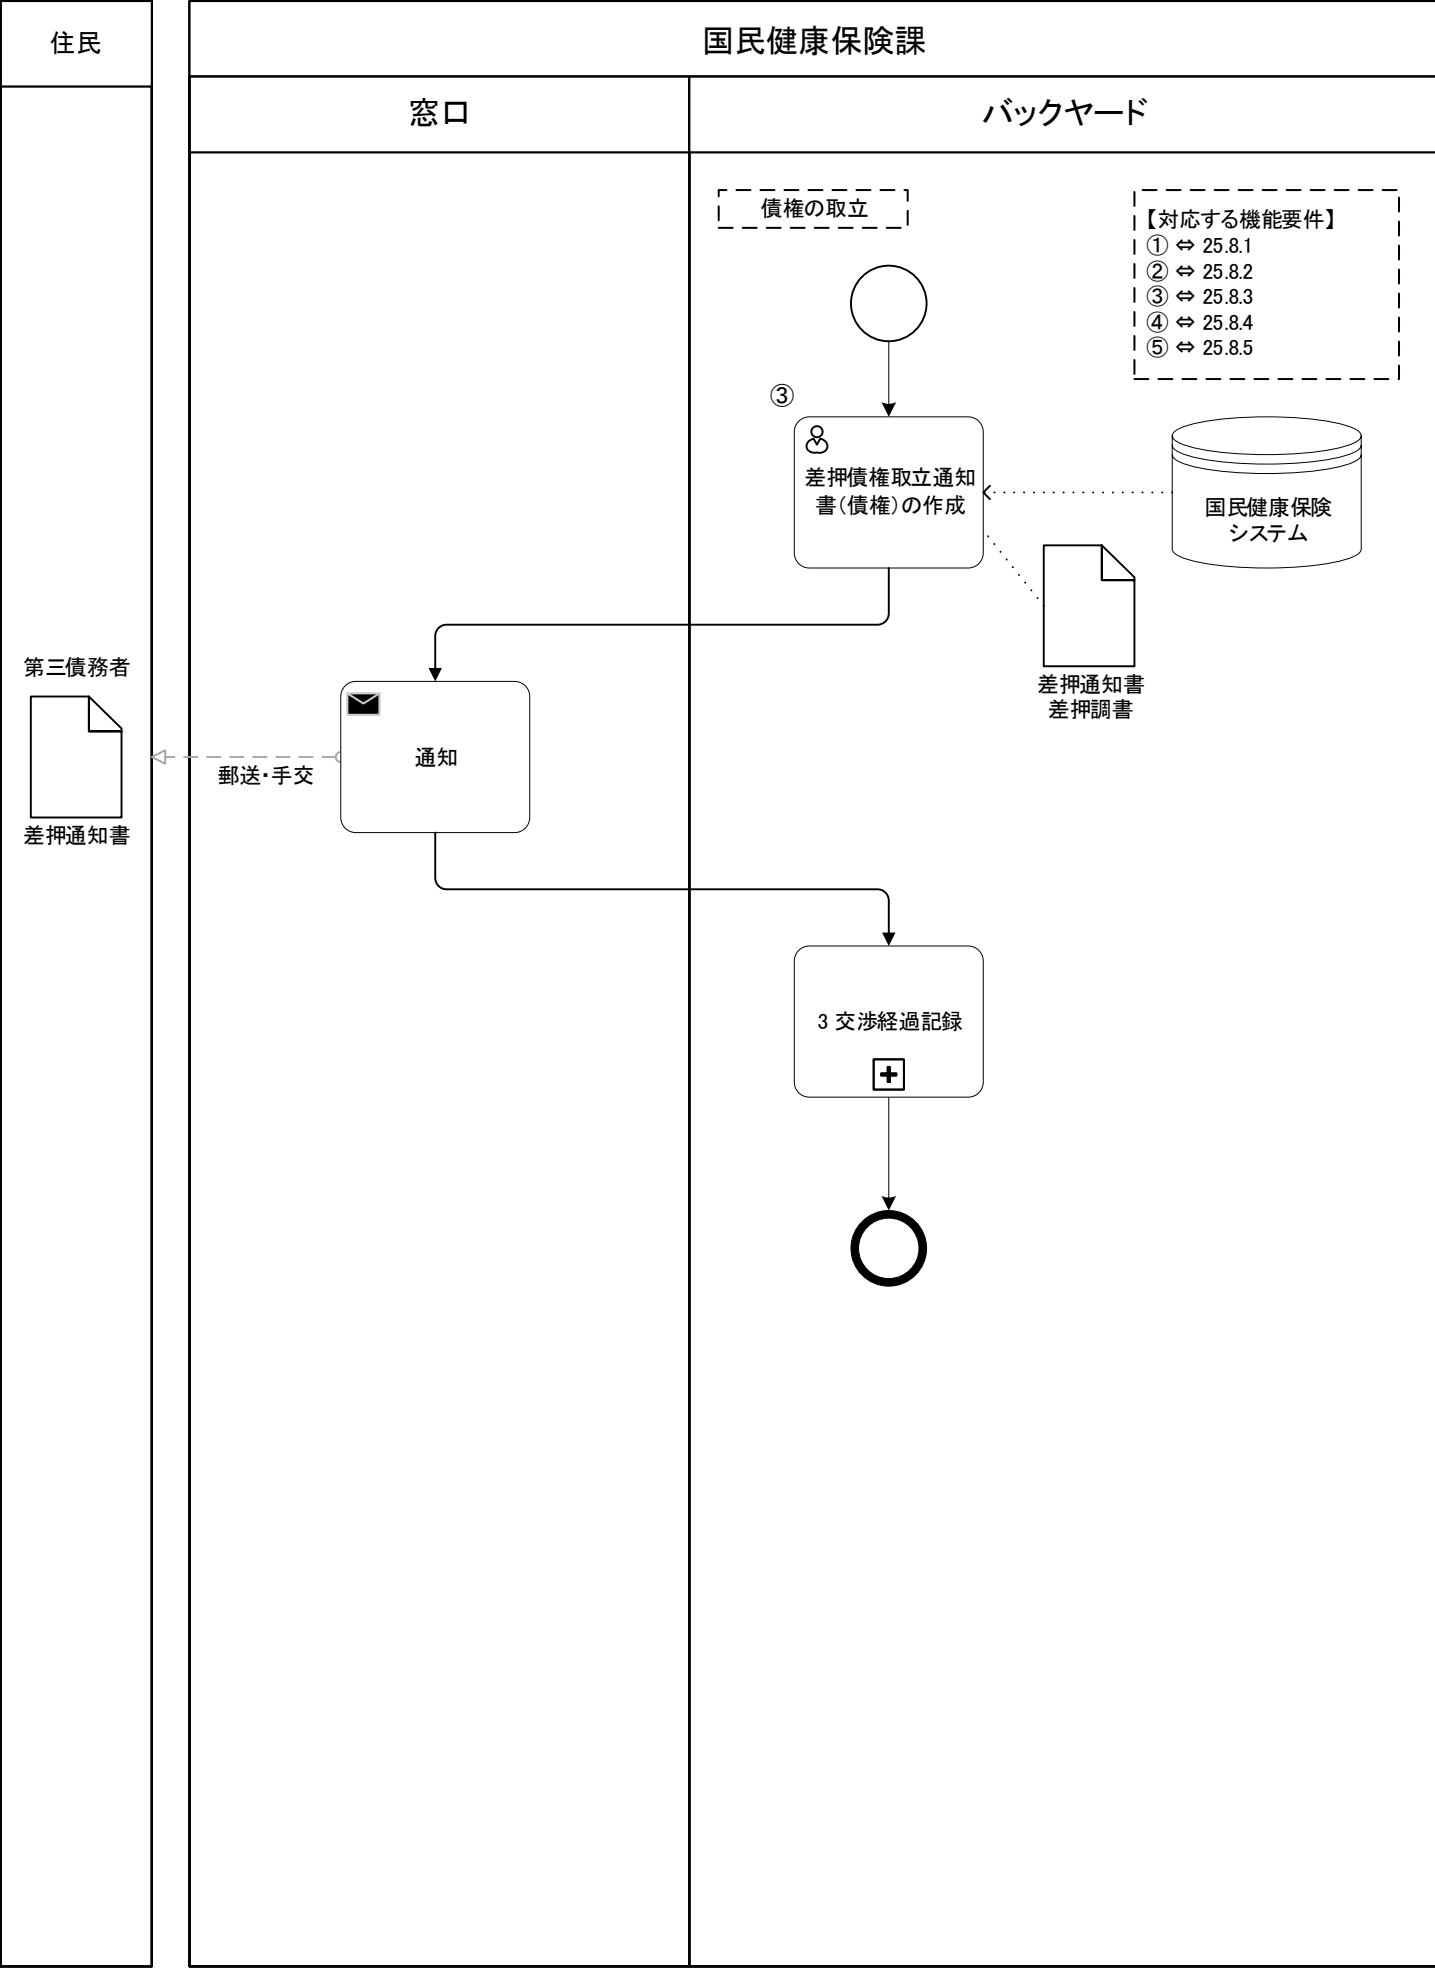 住民
国民健康保険課
窓口
バックヤード
債権の取立
【対応する機能要件】
① ⇔ 25.8.1
② ⇔ 25.8.2
③ ⇔ 25.8.3
④ ⇔ 25.8.4
⑤ ⇔ 25.8.5
③
差押債権取立通知
書（債権）の作成
国民健康保険
システム
差押通知書
差押調書
第三債務者
差押通知書
郵送・手交
通知
3 交渉経過記録